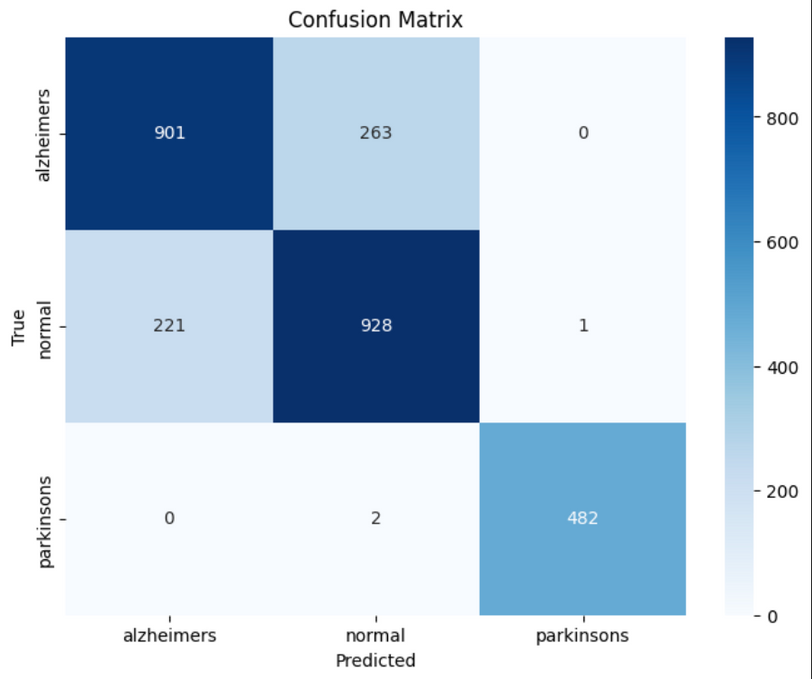 Confusion Matrix
alzheimers
901
263
0
800
600
True
normal
221
928
1
400
200
parkinsons
0
2
482
0
alzheimers
normal
parkinsons
Predicted